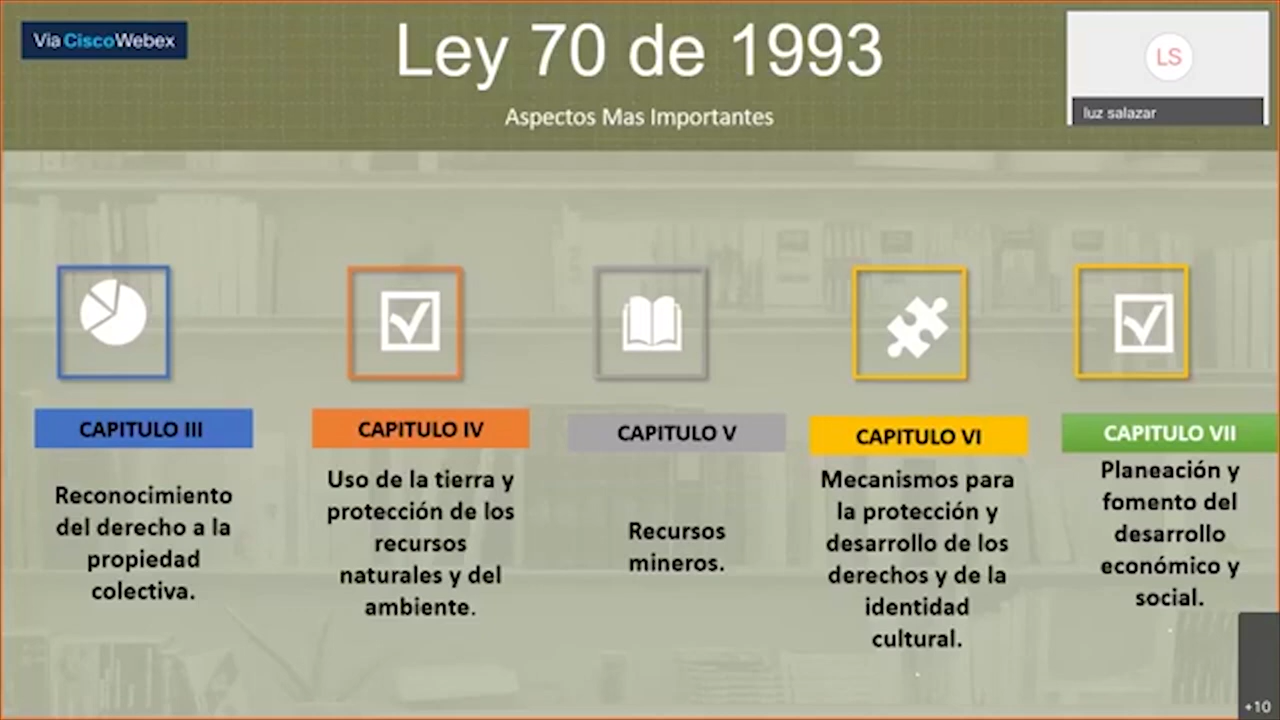 Via CiscoWebex
Ley 70 de 1993
Aspectos Mas Importantes
LS
luz salazar
CAPITULO III
Reconocimiento
del derecho a la
propiedad
colectiva.
CAPITULO IV
Uso de la tierra y
protección de los
recursos
naturales y del
ambiente.
CAPITULO V
Recursos
mineros.
CAPITULO VI
Mecanismos para
la protección y
desarrollo de los
derechos y de la
identidad
cultural.
CAPITULO VII
Planeación y
fomento del
desarrollo
económico y
social.
+10